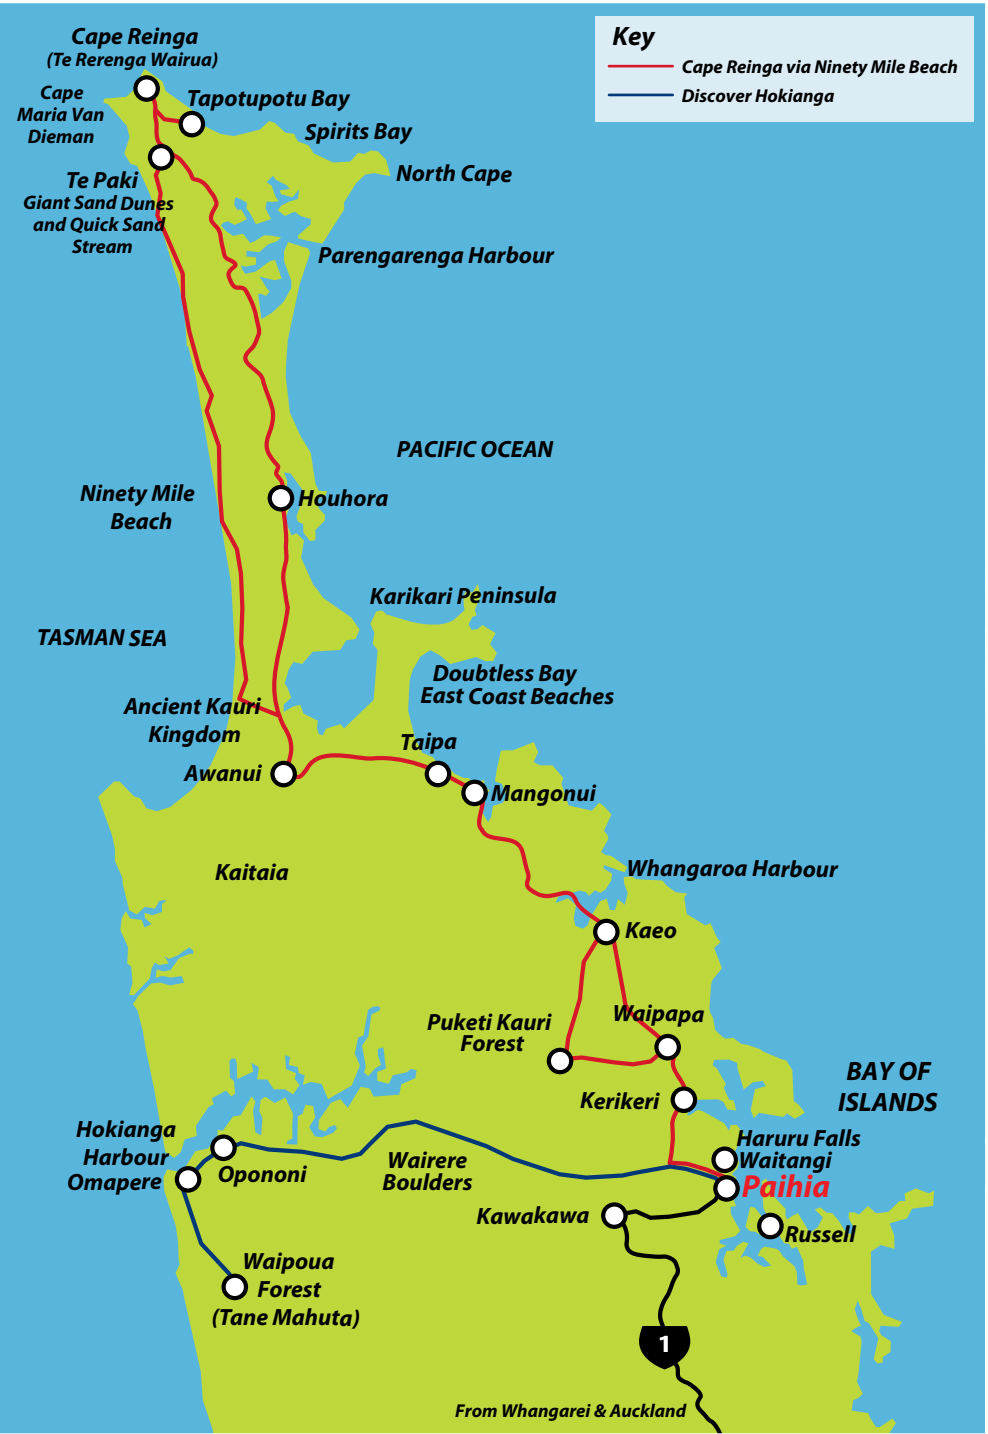 Cape Reinga
(Te Rerenga Wairua)
Key
Cape Reinga via Ninety Mile Beach
Discover Hokianga
Cape
Maria Van
Dieman
Tapotupotu Bay
Spirits Bay
North Cape
Te Paki
Giant Sand Dunes
and Quick Sand
Stream
Parengarenga Harbour
PACIFIC OCEAN
Ninety Mile
Beach
Houhora
Karikari Peninsula
TASMAN SEA
Doubtless Bay
East Coast Beaches
Ancient Kauri
Kingdom
Taipa
Awanui
Mangonui
Kaitaia
Whangaroa Harbour
Kaeo
Waipapa
Puketi Kauri
Forest
BAY OF
ISLANDS
Kerikeri
Hokianga
Harbour
Omapere
Opononi
Wairere
Boulders
Haruru Falls
Waitangi
Paihia
Kawakawa
Russell
Waipoua
Forest
(Tane Mahuta)
1
From Whangarei & Auckland